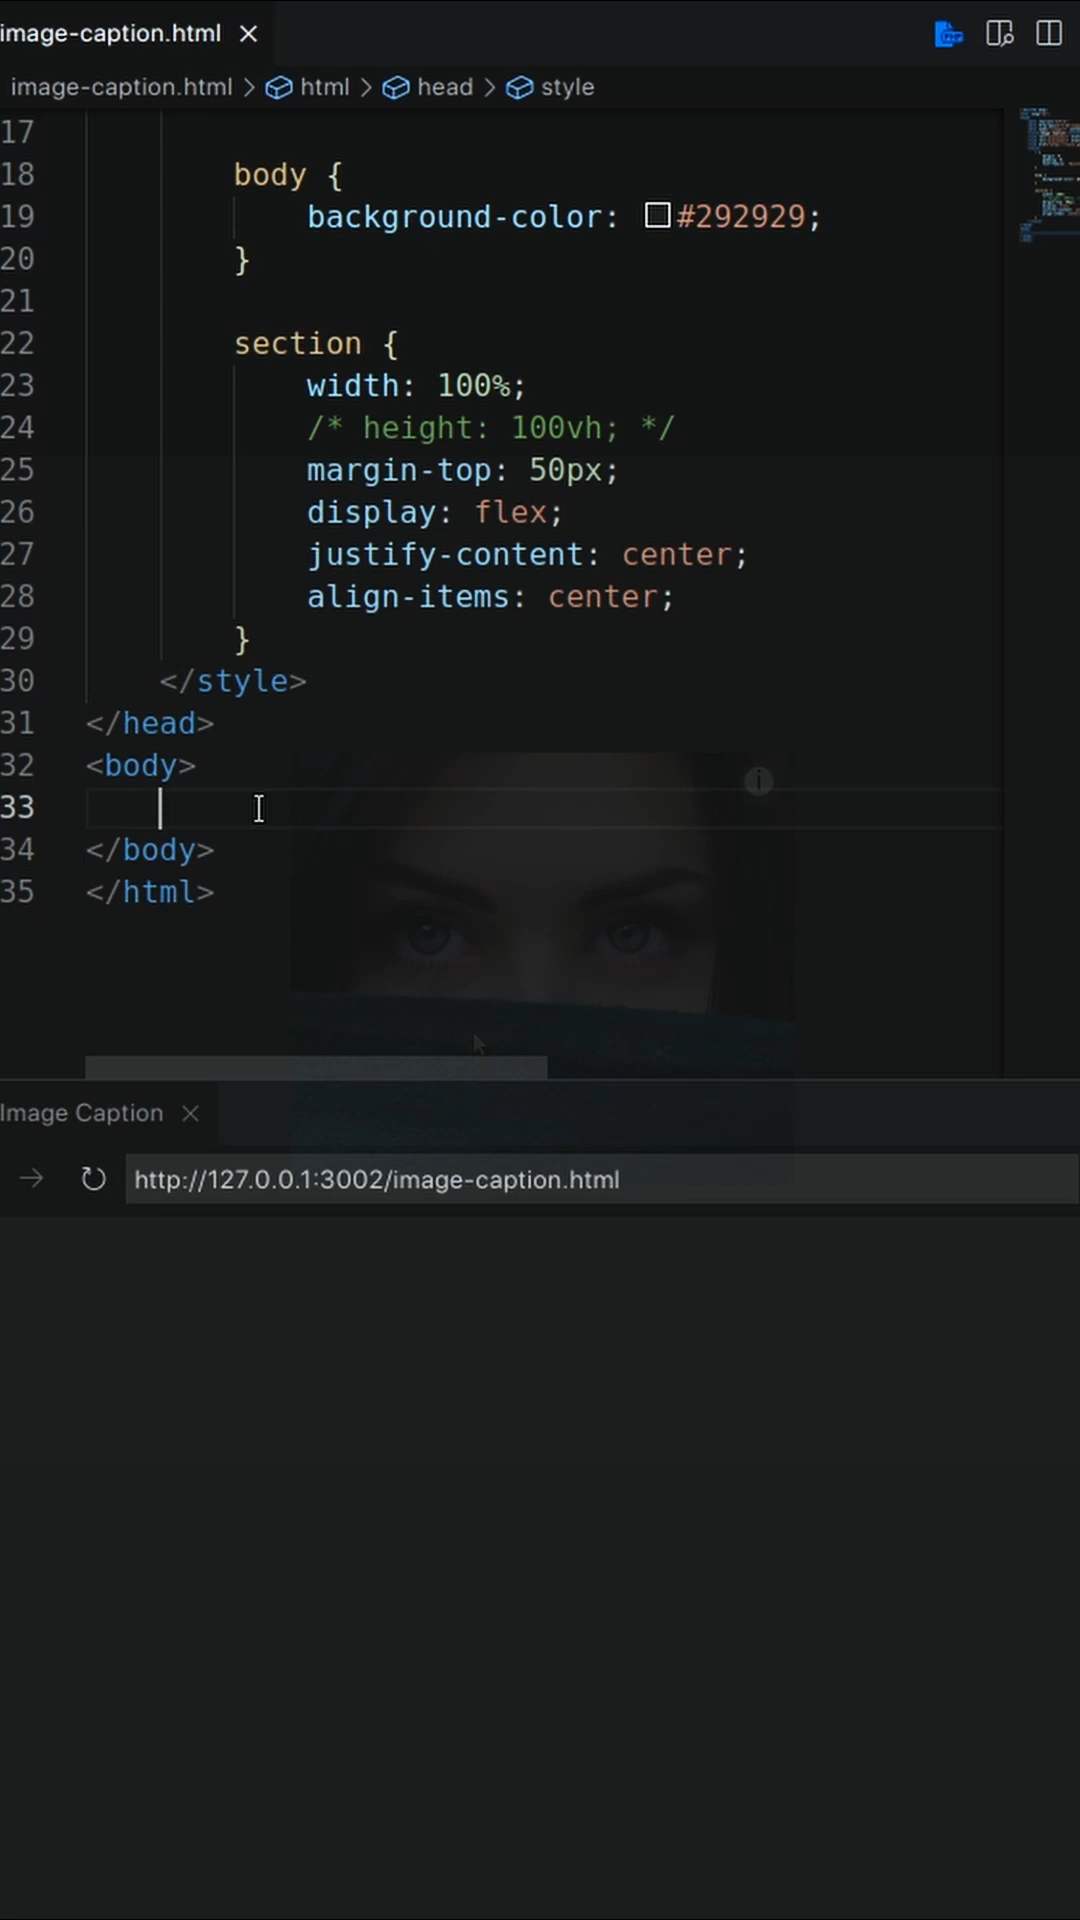 image-caption.html
image-caption.html > html > head > style
17
18 body {
19 background-color: #292929;
20 }
21
22 section {
23 width: 100%;
24 /* height: 100vh; */
25 margin-top: 50px;
26 display: flex;
27 justify-content: center;
28 align-items: center;
29 }
30 </style>
31 </head>
32 <body>
33
34 </body>
35 </html>
Image Caption
http://127.0.0.1:3002/image-caption.html